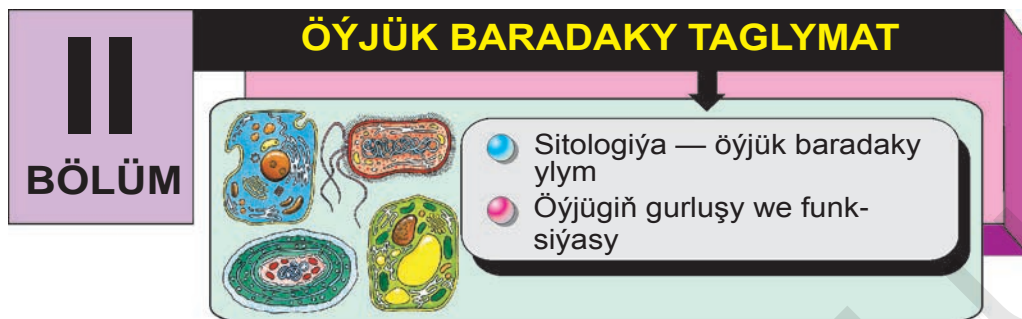 II
BÖLÜM
ÖÝJÜK BARADAKY TAGLYMAT
Sitologiýa — öýjük baradaky
ylym
Öýjügiň gurluşy we funk-
siýasy